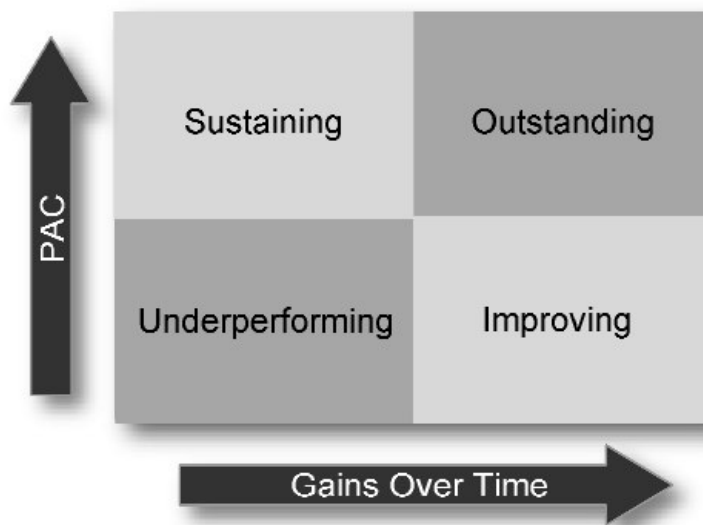 Sustaining
Outstanding
PAC
Underperforming
Improving
Gains Over Time